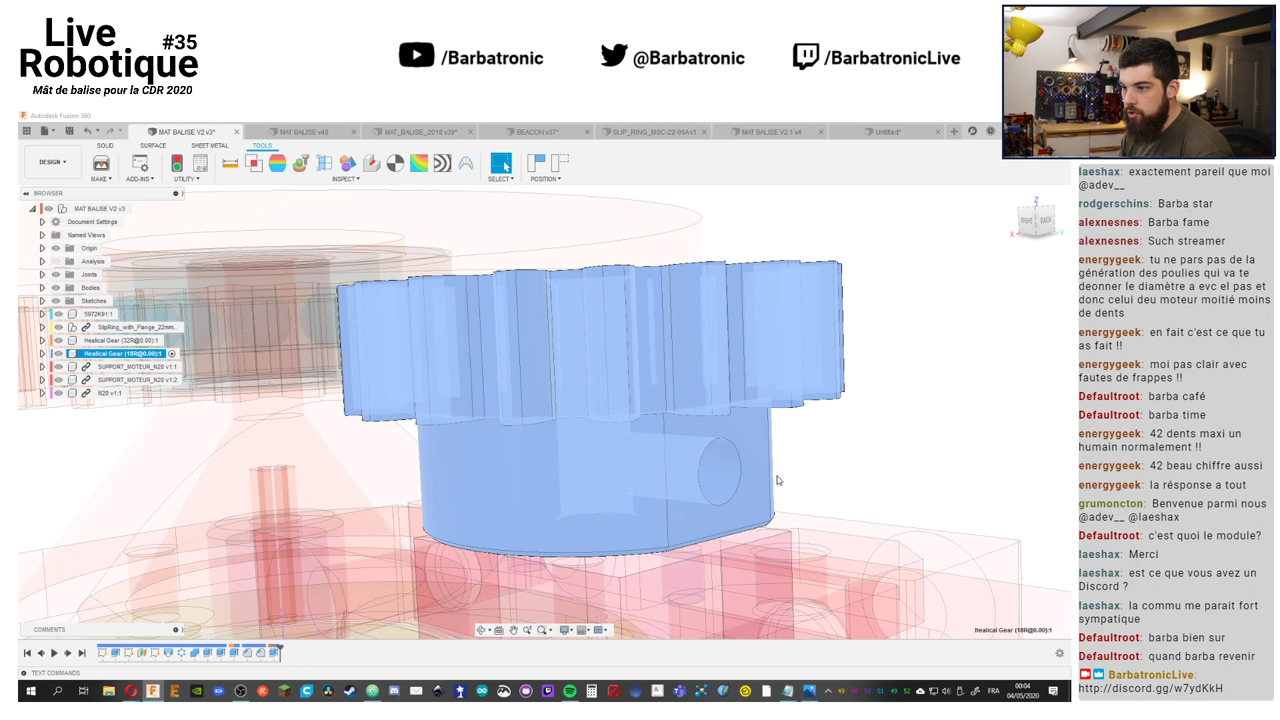 Live
Robotique #35
Mât de balise pour la CDR 2020
/Barbatronic
@Barbatronic
/BarbatronicLive
Autodesk Fusion 360
MAT BALISE V2 v3*
MAT BALISE v40
MAT_BALISE_2018 v39*
BEACON v37*
SLIP_RING_MSC-22-06Av1
MAT BALISE V2.1 v4
Untitled*
SOLID
SURFACE
SHEET METAL
TOOLS
DESIGN
MAKE
ADD-INS
UTILITY
INSPECT
SELECT
POSITION
BROWSER
MAT BALISE V2 v3
Document Settings
Named Views
Origin
Analysis
Joints
Bodies
Sketches
5972K91:1
SlipRing_with_Flange_22mm...
Healical Gear (32R@0.00):1
Healical Gear (18R@0.00):1
SUPPORT_MOTEUR_N20 v1:1
SUPPORT_MOTEUR_N20 v1:2
N20 v1:1
Z
RIGHT
BACK
X
Y
COMMENTS
Healical Gear (18R@0.00):1
TEXT COMMANDS
laeshax: exactement pareil que moi
@adev__
rodgerschins: Barba star
alexnesnes: Barba fame
alexnesnes: Such streamer
energygeek: tu ne pars pas de la
génération des poulies qui va te
deonner le diamètre a evc el pas et
donc celui deu moteur moitié moins
de dents
energygeek: en fait c'est ce que tu
as fait !!
energygeek: moi pas clair avec
fautes de frappes !!
Defaultroot: barba café
Defaultroot: barba time
energygeek: 42 dents maxi un
humain normalement !!
energygeek: 42 beau chiffre aussi
energygeek: la résponse a tout
grumoncton: Benvenue parmi nous
@adev__ @laeshax
Defaultroot: c'est quoi le module?
laeshax: Merci
laeshax: est ce que vous avez un
Discord ?
laeshax: la commu me parait fort
sympatique
Defaultroot: barba bien sur
Defaultroot: quand barba revenir
BarbatronicLive:
http://discord.gg/w7ydKkH
FRA
00:04
04/05/2020